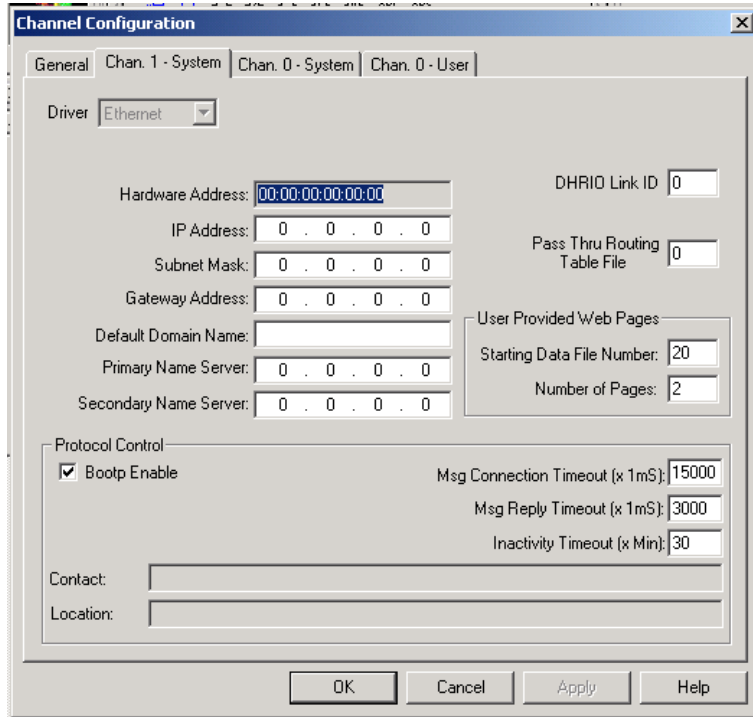 Channel Configuration
General Chan. 1 - System Chan. 0 - System Chan. 0 - User
Driver Ethernet
Hardware Address: 00:00:00:00:00:00
DHRIO Link ID 0
IP Address: 0 . 0 . 0 . 0
Subnet Mask: 0 . 0 . 0 . 0
Pass Thru Routing
Table File 0
Gateway Address: 0 . 0 . 0 . 0
Default Domain Name:
Primary Name Server: 0 . 0 . 0 . 0
Secondary Name Server: 0 . 0 . 0 . 0
User Provided Web Pages
Starting Data File Number: 20
Number of Pages: 2
Protocol Control
Bootp Enable
Msg Connection Timeout (x 1mS): 15000
Msg Reply Timeout (x 1mS): 3000
Inactivity Timeout (x Min): 30
Contact:
Location:
OK Cancel Apply Help